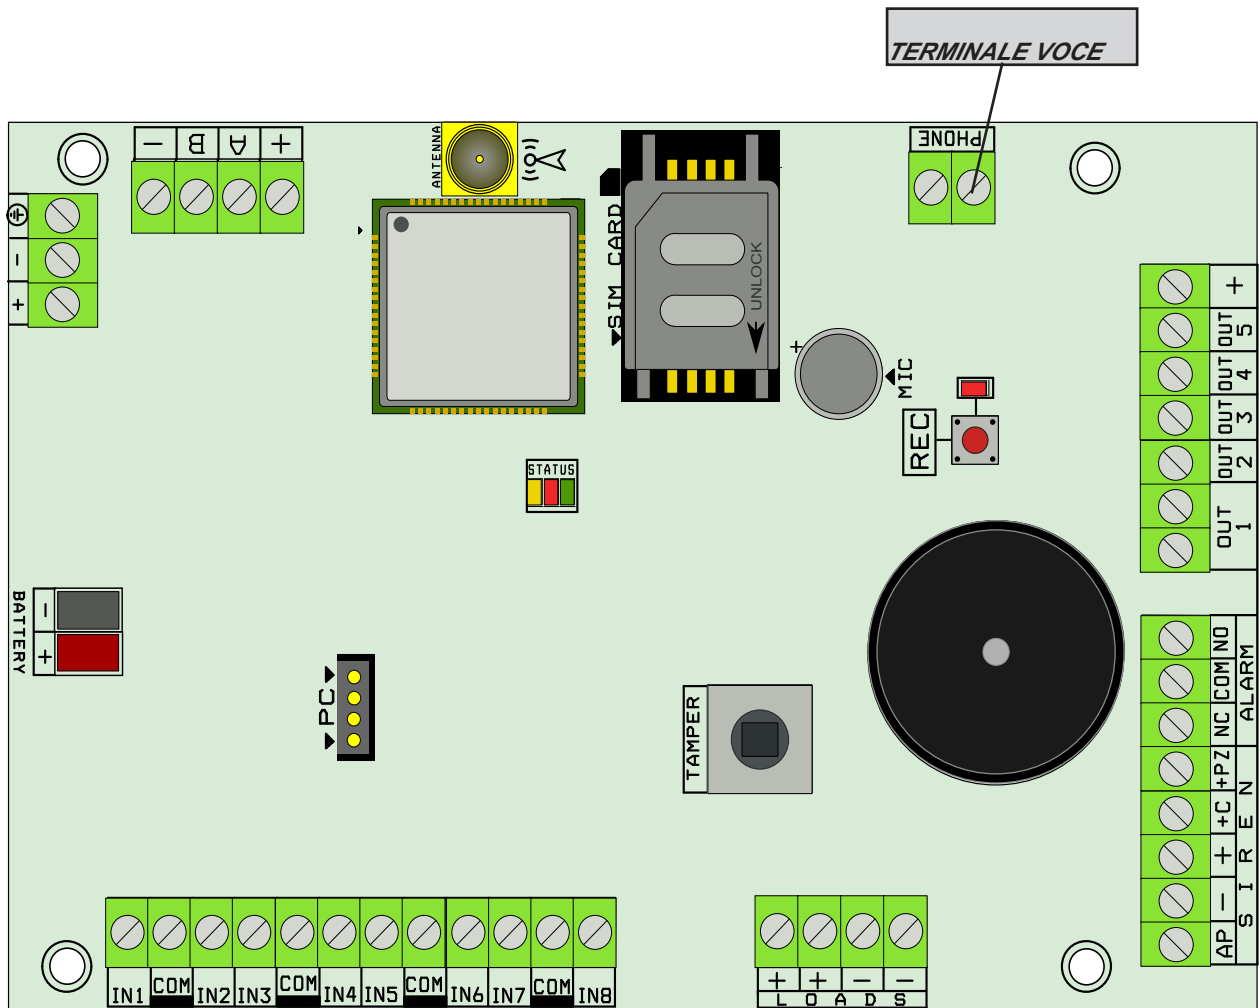 TERMINALE VOCE
PHONE
- B A +
ANTENNA
SIM CARD
UNLOCK
-
+
+
MIC
REC
STATUS
+
OUT 5
OUT 4
OUT 3
OUT 2
OUT 1
BATTERY
-
+
PC
TAMPER
NO
COM
NC
ALARM
+PZ
+C
+
-
AP
SIREN
IN1 COM IN2 IN3 COM IN4 IN5 COM IN6 IN7 COM IN8
+ + - -
LOADS